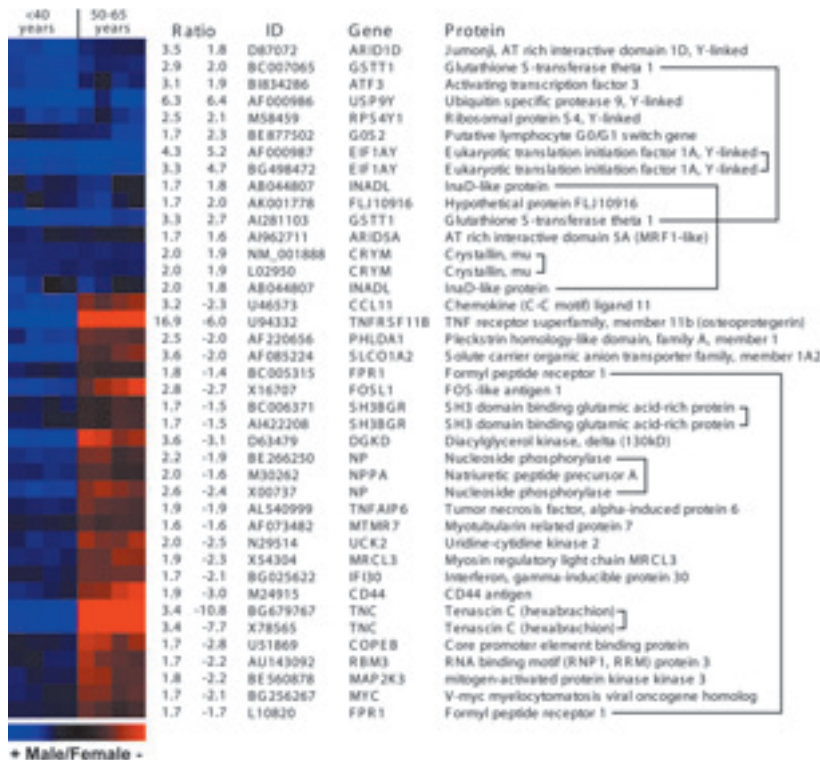 <40 years 50-65 years
Ratio ID Gene Protein
3.5 1.8 D87072 ARID1D Jumonji, AT rich interactive domain 1D, Y-linked
2.9 2.0 BC007065 GSTT1 Glutathione S-transferase theta 1
3.1 1.9 BI834286 ATF3 Activating transcription factor 3
6.3 6.4 AF000986 USP9Y Ubiquitin specific protease 9, Y-linked
2.5 2.1 M58459 RPS4Y1 Ribosomal protein S4, Y-linked
1.7 2.3 BE877502 G0S2 Putative lymphocyte G0/G1 switch gene
4.3 5.2 AF000987 EIF1AY Eukaryotic translation initiation factor 1A, Y-linked
3.3 4.7 BG498472 EIF1AY Eukaryotic translation initiation factor 1A, Y-linked
1.7 1.8 AB044807 INADL InaD-like protein
1.7 2.0 AK001778 FLJ10916 Hypothetical protein FLJ10916
3.3 2.7 AI281103 GSTT1 Glutathione S-transferase theta 1
1.7 1.6 AI962711 ARID5A AT rich interactive domain 5A (MRF1-like)
2.0 1.9 NM_001888 CRYM Crystallin, mu
2.0 1.9 L02950 CRYM Crystallin, mu
2.0 1.8 AB044807 INADL InaD-like protein
3.2 -2.3 U46573 CCL11 Chemokine (C-C motif) ligand 11
16.9 -6.0 U94332 TNFRSF11B TNF receptor superfamily, member 11b (osteoprotegerin)
2.5 -2.0 AF220656 PHLDA1 Pleckstrin homology-like domain, family A, member 1
3.6 -2.0 AF085224 SLCO1A2 Solute carrier organic anion transporter family, member 1A2
1.8 -1.4 BC005315 FPR1 Formyl peptide receptor 1
2.8 -2.7 X16707 FOSL1 FOS-like antigen 1
1.7 -1.5 BC006371 SH3BGR SH3 domain binding glutamic acid-rich protein
1.7 -1.5 AI422208 SH3BGR SH3 domain binding glutamic acid-rich protein
3.6 -3.1 D63479 DGKD Diacylglycerol kinase, delta (130kD)
2.2 -1.9 BE266250 NP Nucleoside phosphorylase
2.0 -1.6 M30262 NPPA Natriuretic peptide precursor A
2.6 -2.4 X00737 NP Nucleoside phosphorylase
1.9 -1.9 AL540999 TNFAIP6 Tumor necrosis factor, alpha-induced protein 6
1.6 -1.6 AF073482 MTMR7 Myotubularin related protein 7
2.0 -2.5 N29514 UCK2 Uridine-cytidine kinase 2
1.9 -2.3 X54304 MRCL3 Myosin regulatory light chain MRCL3
1.7 -2.1 BG025622 IFI30 Interferon, gamma-inducible protein 30
1.9 -3.0 M24915 CD44 CD44 antigen
3.4 -10.8 BG679767 TNC Tenascin C (hexabrachion)
3.4 -7.7 X78565 TNC Tenascin C (hexabrachion)
1.7 -2.8 U51869 COPEB Core promoter element binding protein
1.7 -2.2 AU143092 RBM3 RNA binding motif (RNP1, RRM) protein 3
1.8 -2.2 BE560878 MAP2K3 mitogen-activated protein kinase kinase 3
1.7 -2.1 BG256267 MYC V-myc myelocytomatosis viral oncogene homolog
1.7 -1.7 L10820 FPR1 Formyl peptide receptor 1
+ Male/Female -